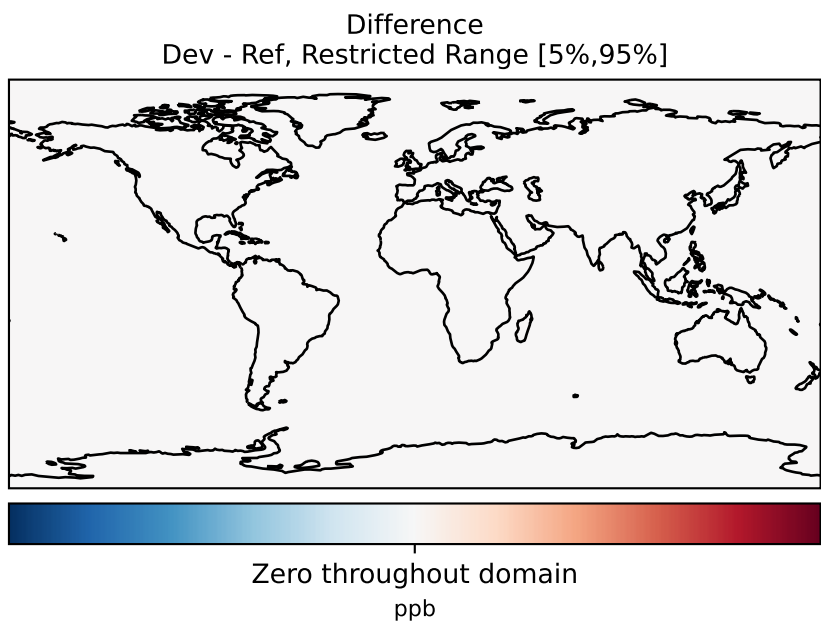 Difference
Dev - Ref, Restricted Range [5%,95%]
Zero throughout domain
ppb